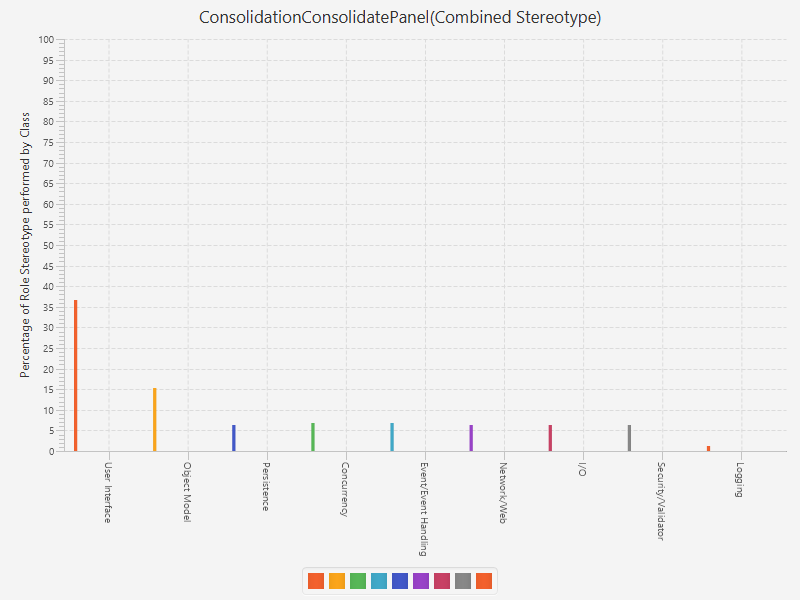 ConsolidationConsolidatePanel(Combined Stereotype)
Percentage of Role Stereotype performed by Class
100
95
90
85
80
75
70
65
60
55
50
45
40
35
30
25
20
15
10
5
0
User Interface
Object Model
Persistence
Concurrency
Event/Event Handling
Network/Web
I/O
Security/Validator
Logging